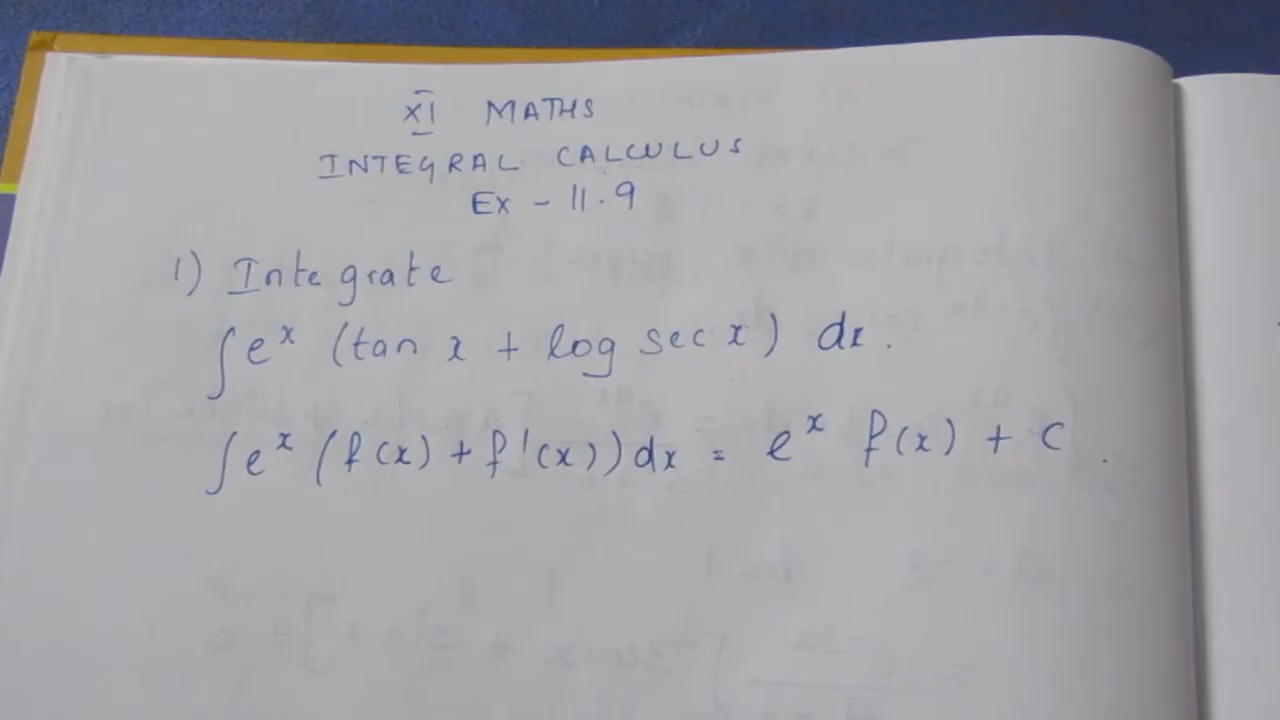 XI MATHS
INTEGRAL CALCULUS
Ex - 11.9
1) Integrate
∫e^x (tan x + log sec x) dx.
∫e^x (f(x) + f'(x)) dx = e^x f(x) + c.